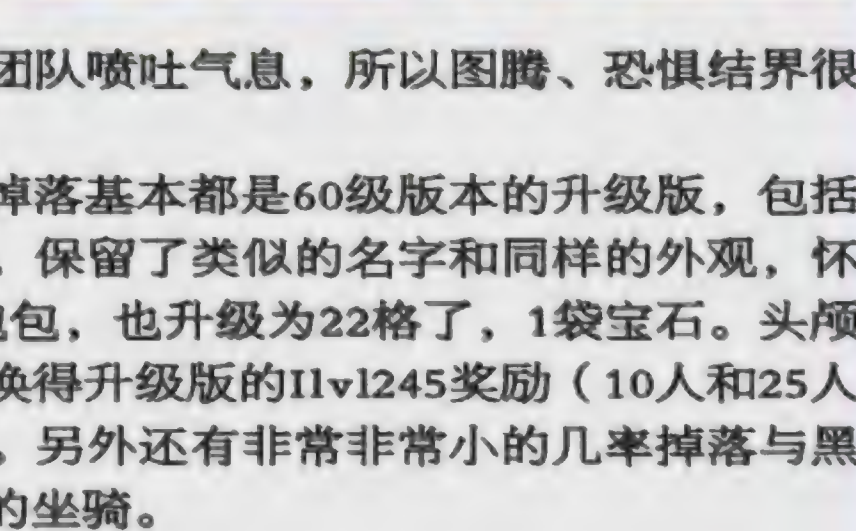 团队喷吐气息，所以图腾、恐惧结界很
掉落基本都是60级版本的升级版，包括
，保留了类似的名字和同样的外观，怀
包，也升级为22格了，1袋宝石。头颅
换得升级版的Ilvl245奖励（10人和25人
。另外还有非常非常小的几率掉落与黑
的坐骑。